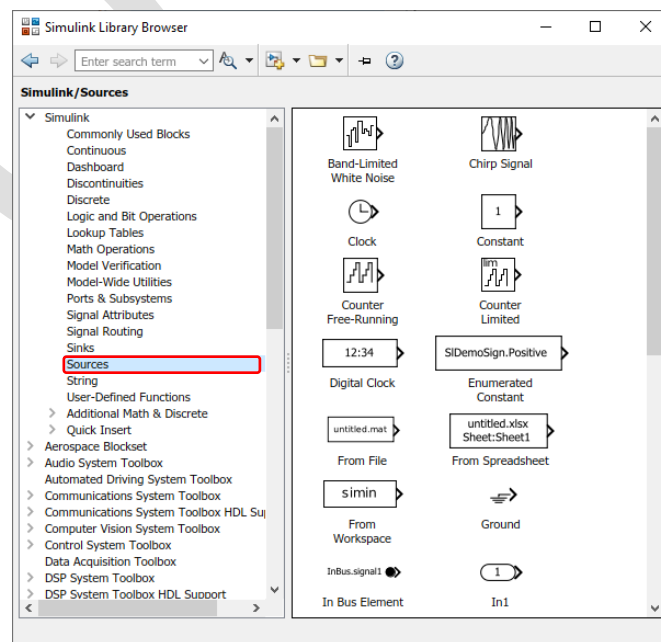 Simulink Library Browser
Enter search term
Simulink/Sources
Simulink
Commonly Used Blocks
Continuous
Dashboard
Discontinuities
Discrete
Logic and Bit Operations
Lookup Tables
Math Operations
Model Verification
Model-Wide Utilities
Ports & Subsystems
Signal Attributes
Signal Routing
Sinks
Sources
String
User-Defined Functions
Additional Math & Discrete
Quick Insert
Aerospace Blockset
Audio System Toolbox
Automated Driving System Toolbox
Communications System Toolbox
Communications System Toolbox HDL Su
Computer Vision System Toolbox
Control System Toolbox
Data Acquisition Toolbox
DSP System Toolbox
DSP System Toolbox HDL Support
Band-Limited
White Noise
Chirp Signal
Clock
1
Constant
Counter
Free-Running
lim
Counter
Limited
12:34
Digital Clock
SlDemoSign.Positive
Enumerated
Constant
untitled.mat
From File
untitled.xlsx
Sheet:Sheet1
From Spreadsheet
simin
From
Workspace
Ground
InBus.signal1
In Bus Element
1
In1